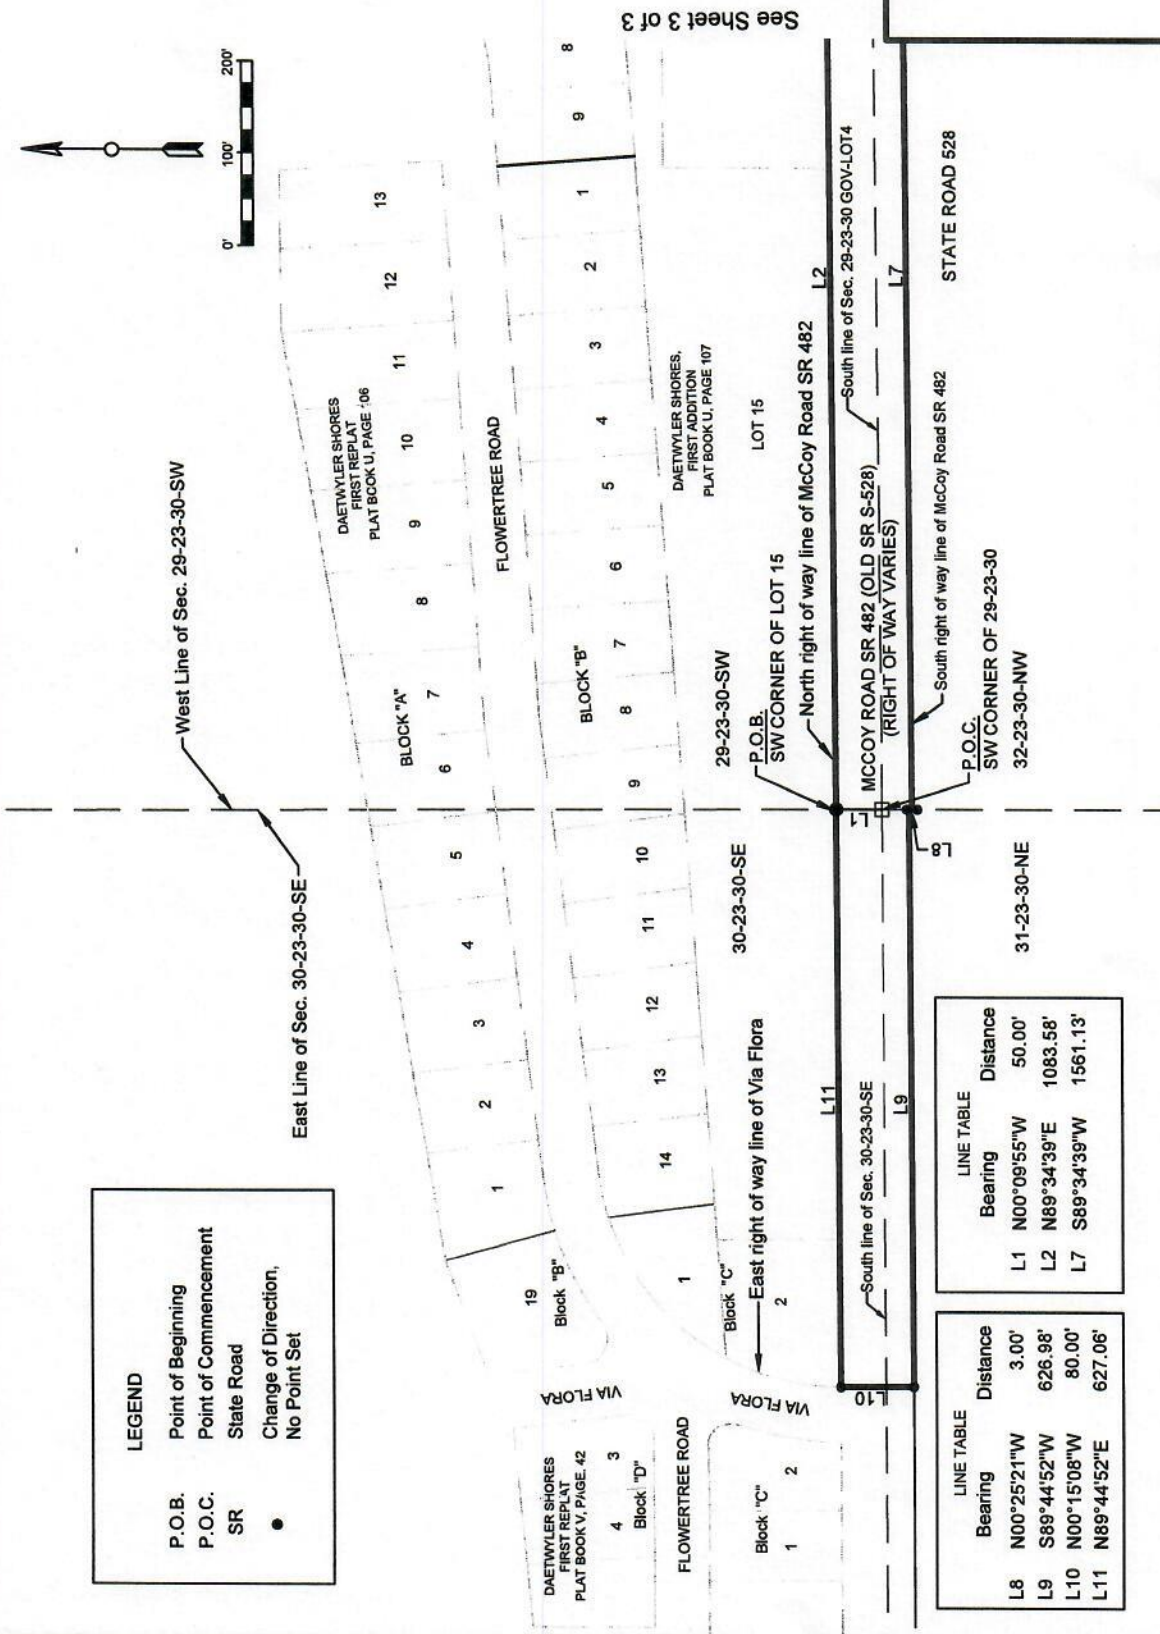 LEGEND
P.O.B. Point of Beginning
P.O.C. Point of Commencement
SR State Road
● Change of Direction,
No Point Set
West Line of Sec. 29-23-30-SW
East Line of Sec. 30-23-30-SE
0' 100' 200'
See Sheet 3 of 3
DAETWYLER SHORES
FIRST REPLAT
PLAT BOOK U, PAGE 106
BLOCK "A"
1 2 3 4 5 6 7 8 9 10 11 12 13
FLOWERTREE ROAD
19
Block "B"
BLOCK "B"
14 13 12 11 10 9 8 7 6 5 4 3 2 1 9 8
DAETWYLER SHORES,
FIRST ADDITION
PLAT BOOK U, PAGE 107
LOT 15
VIA FLORA
VIA FLORA
1
Block "C"
2
East right of way line of Via Flora
DAETWYLER SHORES
FIRST REPLAT
PLAT BOOK V, PAGE. 42
4 3
Block "D"
FLOWERTREE ROAD
Block "C"
1 2
30-23-30-SE
29-23-30-SW
P.O.B.
SW CORNER OF LOT 15
North right of way line of McCoy Road SR 482
L11
L2
L1
L10
South line of Sec. 30-23-30-SE
MCCOY ROAD SR 482 (OLD SR S-528)
(RIGHT OF WAY VARIES)
South line of Sec. 29-23-30 GOV-LOT4
L9
L7
L8
South right of way line of McCoy Road SR 482
P.O.C.
SW CORNER OF 29-23-30
32-23-30-NW
31-23-30-NE
STATE ROAD 528
LINE TABLE
Bearing Distance
L8 N00°25'21"W 3.00'
L9 S89°44'52"W 626.98'
L10 N00°15'08"W 80.00'
L11 N89°44'52"E 627.06'
LINE TABLE
Bearing Distance
L1 N00°09'55"W 50.00'
L2 N89°34'39"E 1083.58'
L7 S89°34'39"W 1561.13'